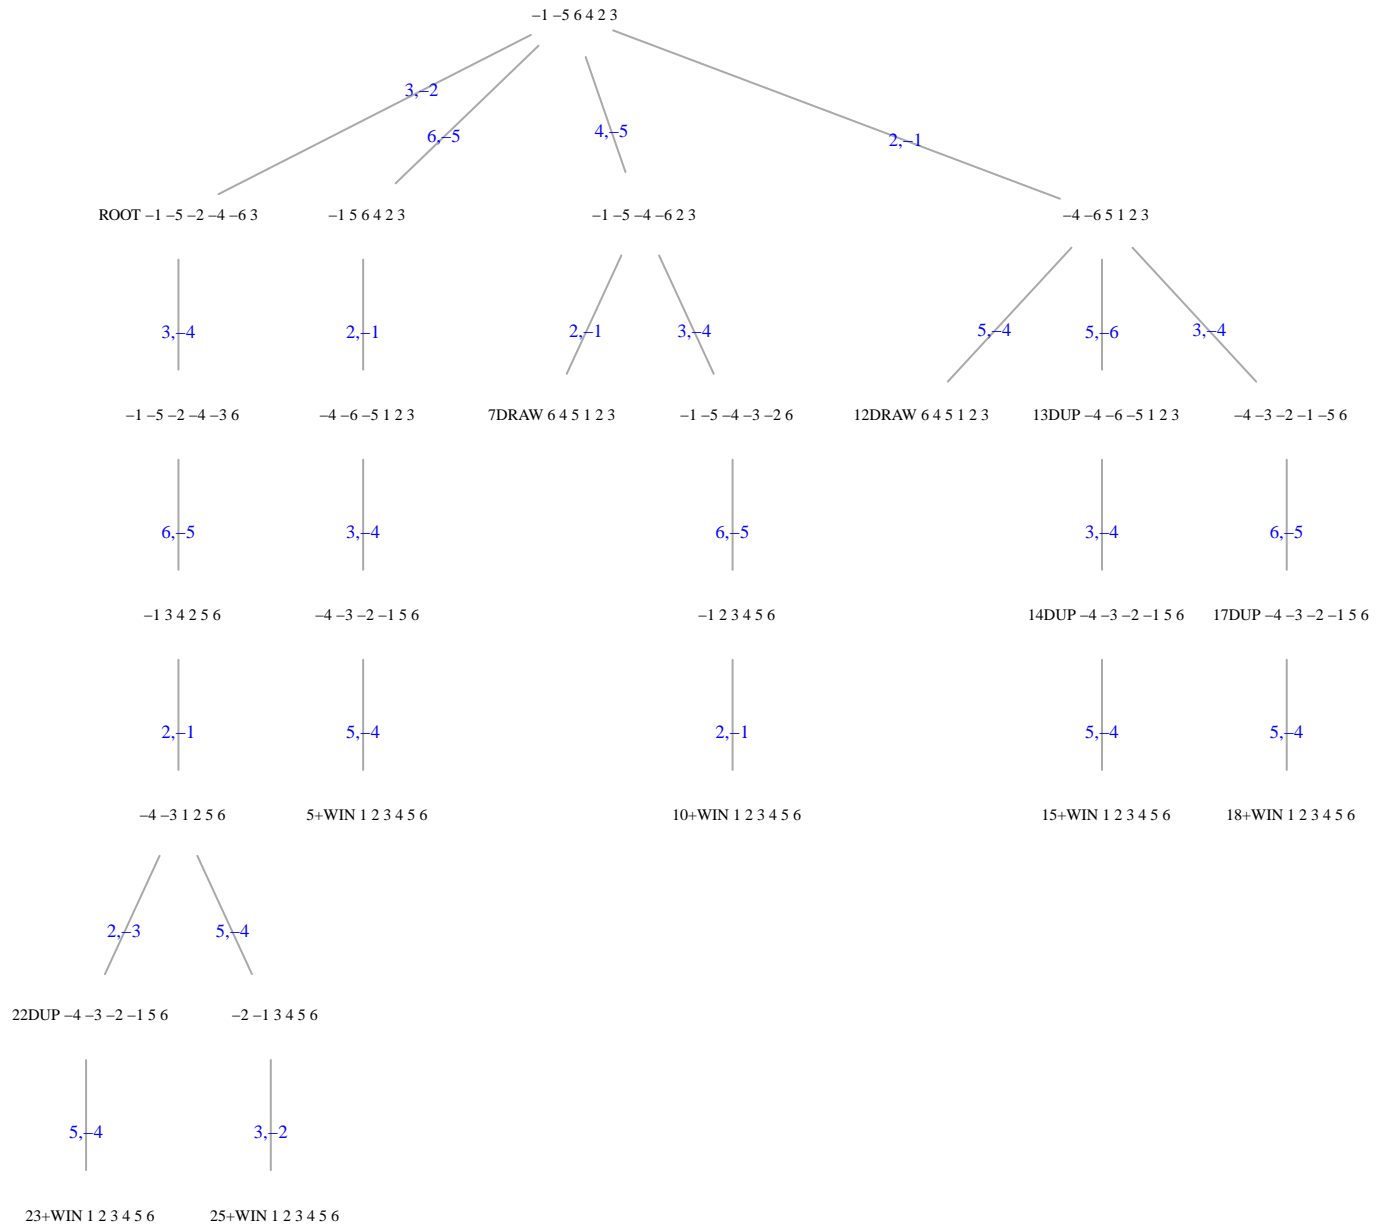 −1 −5 6 4 2 3
3,−2
6,−5
4,−5
2,−1
ROOT −1 −5 −2 −4 −6 3
−1 5 6 4 2 3
−1 −5 −4 −6 2 3
−4 −6 5 1 2 3
3,−4
2,−1
2,−1
3,−4
5,−4
5,−6
3,−4
−1 −5 −2 −4 −3 6
−4 −6 −5 1 2 3
7DRAW 6 4 5 1 2 3
−1 −5 −4 −3 −2 6
12DRAW 6 4 5 1 2 3
13DUP −4 −6 −5 1 2 3
−4 −3 −2 −1 −5 6
6,−5
3,−4
6,−5
3,−4
6,−5
−1 3 4 2 5 6
−4 −3 −2 −1 5 6
−1 2 3 4 5 6
14DUP −4 −3 −2 −1 5 6
17DUP −4 −3 −2 −1 5 6
2,−1
5,−4
2,−1
5,−4
5,−4
−4 −3 1 2 5 6
5+WIN 1 2 3 4 5 6
10+WIN 1 2 3 4 5 6
15+WIN 1 2 3 4 5 6
18+WIN 1 2 3 4 5 6
2,−3
5,−4
22DUP −4 −3 −2 −1 5 6
−2 −1 3 4 5 6
5,−4
3,−2
23+WIN 1 2 3 4 5 6
25+WIN 1 2 3 4 5 6